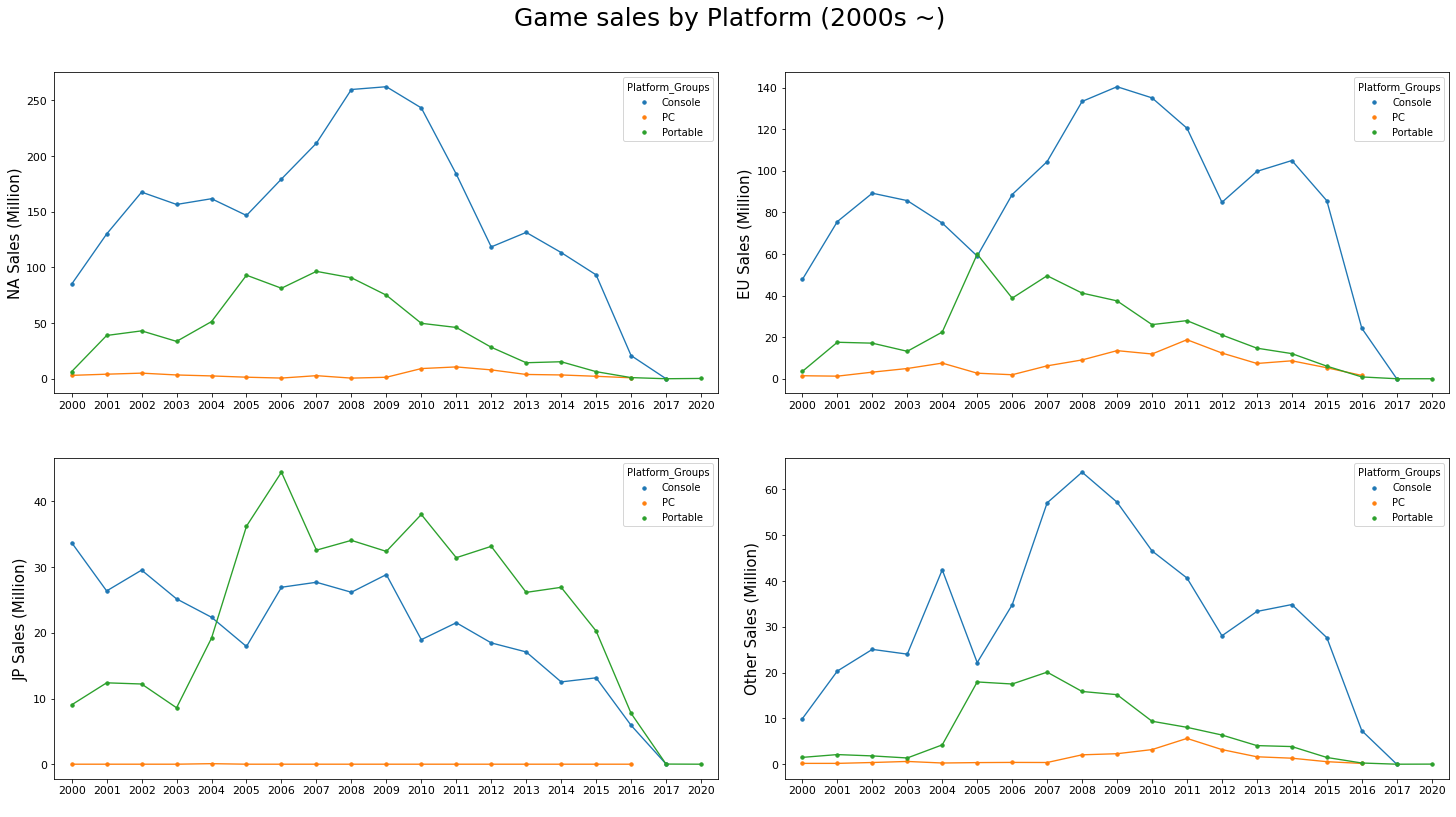 Game sales by Platform (2000s ~)
NA Sales (Million)
250
200
150
100
50
0
2000 2001 2002 2003 2004 2005 2006 2007 2008 2009 2010 2011 2012 2013 2014 2015 2016 2017 2020
Platform_Groups
Console
PC
Portable
EU Sales (Million)
140
120
100
80
60
40
20
0
2000 2001 2002 2003 2004 2005 2006 2007 2008 2009 2010 2011 2012 2013 2014 2015 2016 2017 2020
Platform_Groups
Console
PC
Portable
JP Sales (Million)
40
30
20
10
0
2000 2001 2002 2003 2004 2005 2006 2007 2008 2009 2010 2011 2012 2013 2014 2015 2016 2017 2020
Platform_Groups
Console
PC
Portable
Other Sales (Million)
60
50
40
30
20
10
0
2000 2001 2002 2003 2004 2005 2006 2007 2008 2009 2010 2011 2012 2013 2014 2015 2016 2017 2020
Platform_Groups
Console
PC
Portable